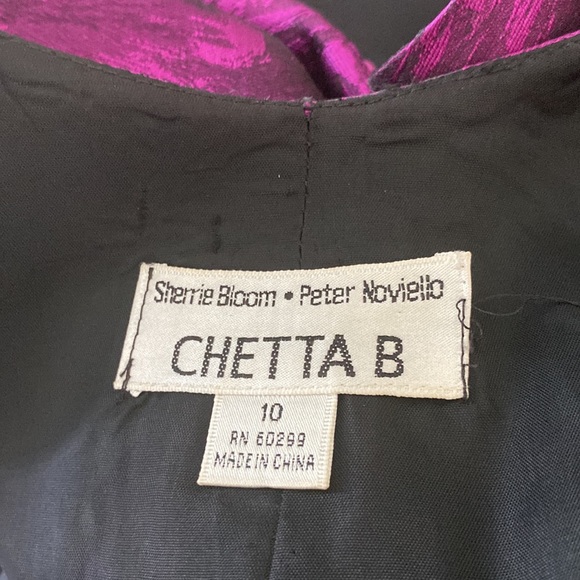 Sherrie Bloom • Peter Noviello
CHETTA B
10
RN 60299
MADE IN CHINA